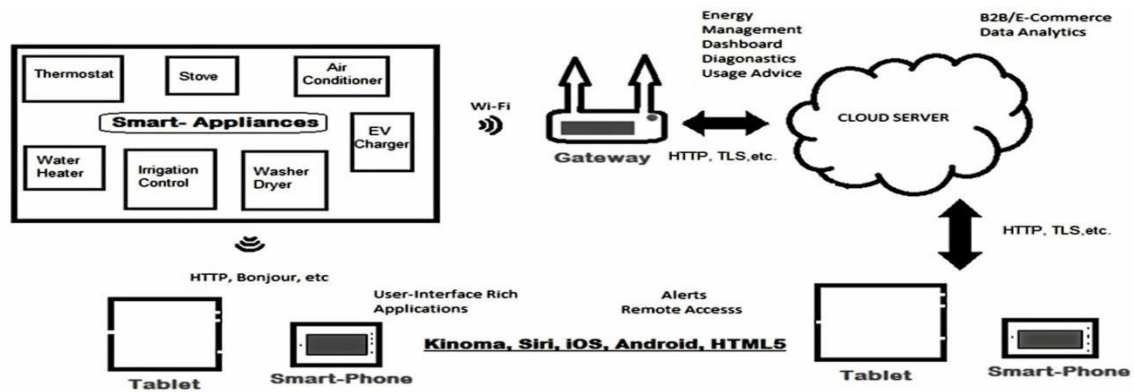 Energy
Management
Dashboard
Diagonastics
Usage Advice
B2B/E-Commerce
Data Analytics
Thermostat
Stove
Air
Conditioner
Smart- Appliances
EV
Charger
Water
Heater
Irrigation
Control
Washer
Dryer
Wi-Fi
Gateway
HTTP, TLS,etc.
CLOUD SERVER
HTTP, TLS,etc.
HTTP, Bonjour, etc
User-Interface Rich
Applications
Alerts
Remote Accesss
Kinoma, Siri, iOS, Android, HTML5
Tablet
Smart-Phone
Tablet
Smart-Phone